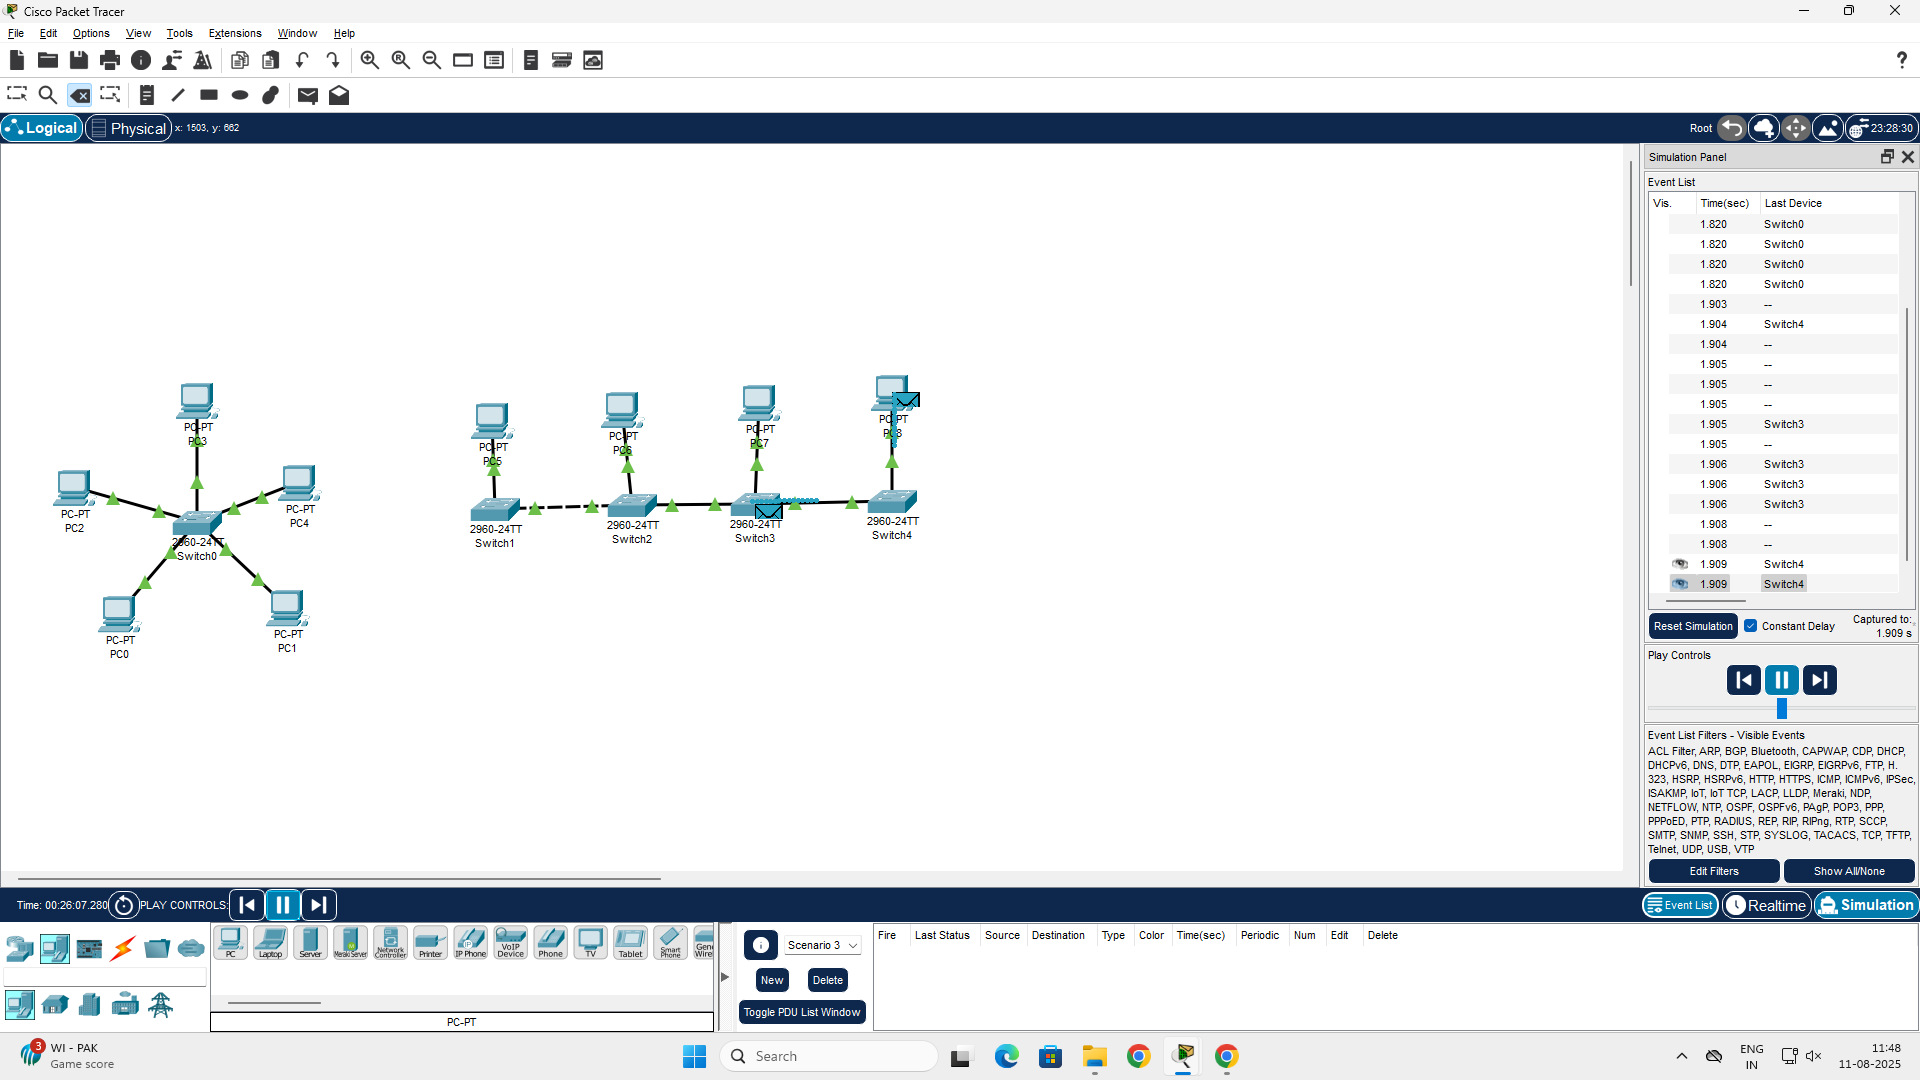 Cisco Packet Tracer
File Edit Options View Tools Extensions Window Help
Logical Physical x: 1503, y: 662 Root 23:28:30
Simulation Panel
Event List
Vis. Time(sec) Last Device
1.820 Switch0
1.820 Switch0
1.820 Switch0
1.820 Switch0
1.903 --
1.904 Switch4
1.904 --
1.905 --
1.905 --
1.905 --
1.905 Switch3
1.905 --
1.906 Switch3
1.906 Switch3
1.906 Switch3
1.908 --
1.908 --
1.909 Switch4
1.909 Switch4
Reset Simulation Constant Delay Captured to:
1.909 s
Play Controls
Event List Filters - Visible Events
ACL Filter, ARP, BGP, Bluetooth, CAPWAP, CDP, DHCP,
DHCPv6, DNS, DTP, EAPOL, EIGRP, EIGRPv6, FTP, H.
323, HSRP, HSRPv6, HTTP, HTTPS, ICMP, ICMPv6, IPSec,
ISAKMP, IoT, IoT TCP, LACP, LLDP, Meraki, NDP,
NETFLOW, NTP, OSPF, OSPFv6, PAgP, POP3, PPP,
PPPoED, PTP, RADIUS, REP, RIP, RIPng, RTP, SCCP,
SMTP, SNMP, SSH, STP, SYSLOG, TACACS, TCP, TFTP,
Telnet, UDP, USB, VTP
Edit Filters Show All/None
PC-PT
PC3
PC-PT
PC2
PC-PT
PC4
2960-24TT
Switch0
PC-PT
PC0
PC-PT
PC1
PC-PT
PC5
PC-PT
PC6
PC-PT
PC7
PC-PT
PC8
2960-24TT
Switch1
2960-24TT
Switch2
2960-24TT
Switch3
2960-24TT
Switch4
Time: 00:26:07.280 PLAY CONTROLS: Event List Realtime Simulation
PC Laptop Server Meraki Server Network Controller Printer IP Phone VoIP Device Phone TV Tablet Smart Phone
PC-PT
Scenario 3
New Delete
Toggle PDU List Window
Fire Last Status Source Destination Type Color Time(sec) Periodic Num Edit Delete
3
WI - PAK
Game score
Search
ENG
IN
11:48
11-08-2025